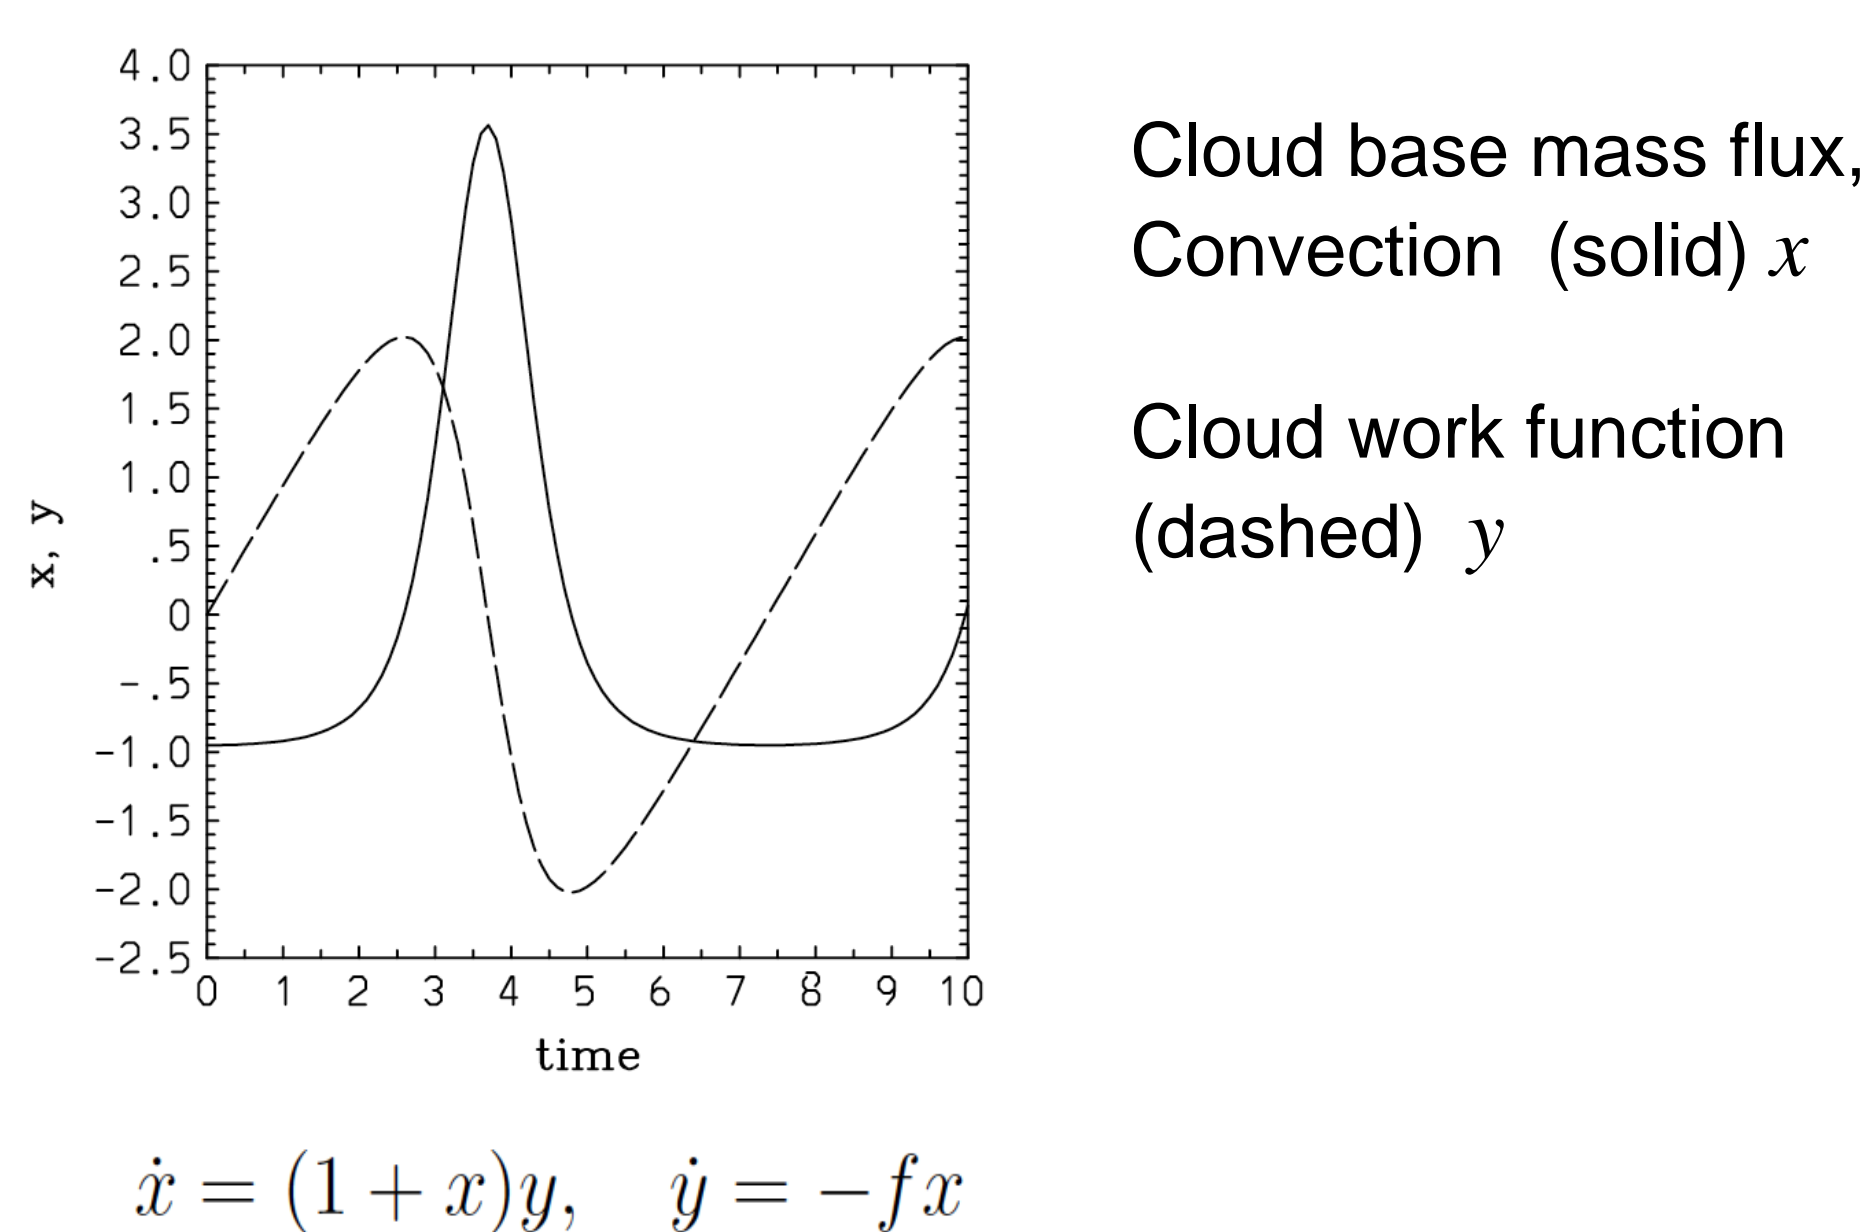 4.0
3.5
3.0
2.5
2.0
1.5
1.0
.5
0
-.5
-1.0
-1.5
-2.0
-2.5
x, y
0 1 2 3 4 5 6 7 8 9 10
time
Cloud base mass flux,
Convection (solid) x
Cloud work function
(dashed) y
ẋ = (1 + x)y, ẏ = −fx